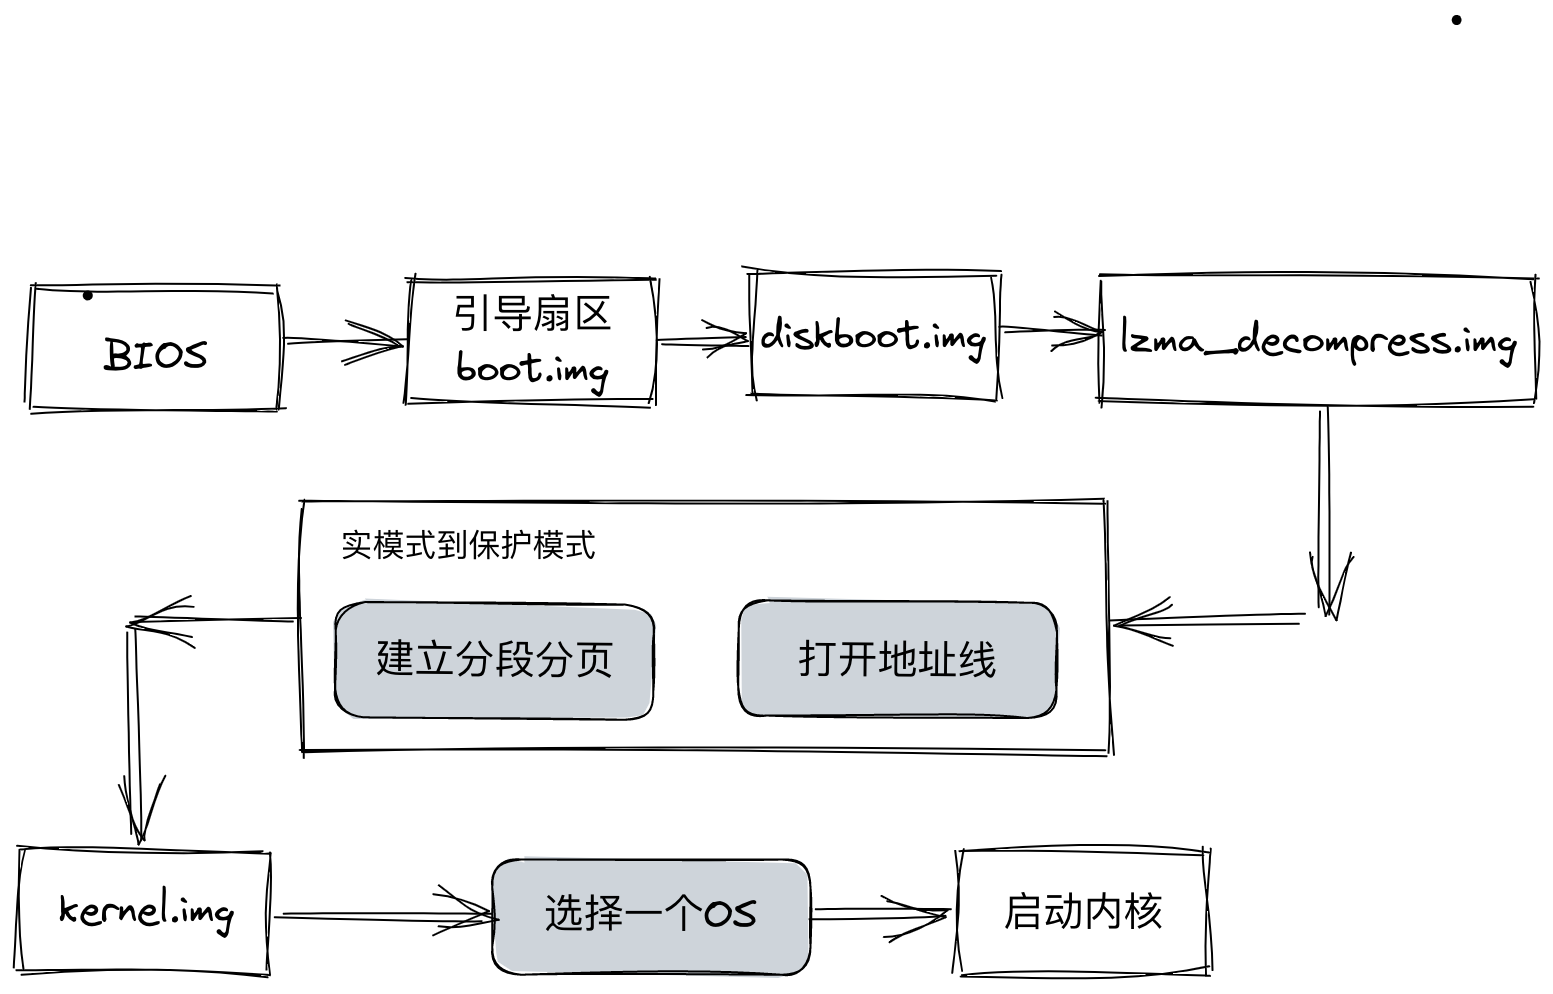 BIOS
引导扇区
boot.img
diskboot.img
lzma_decompress.img
实模式到保护模式
建立分段分页
打开地址线
kernel.img
选择一个OS
启动内核